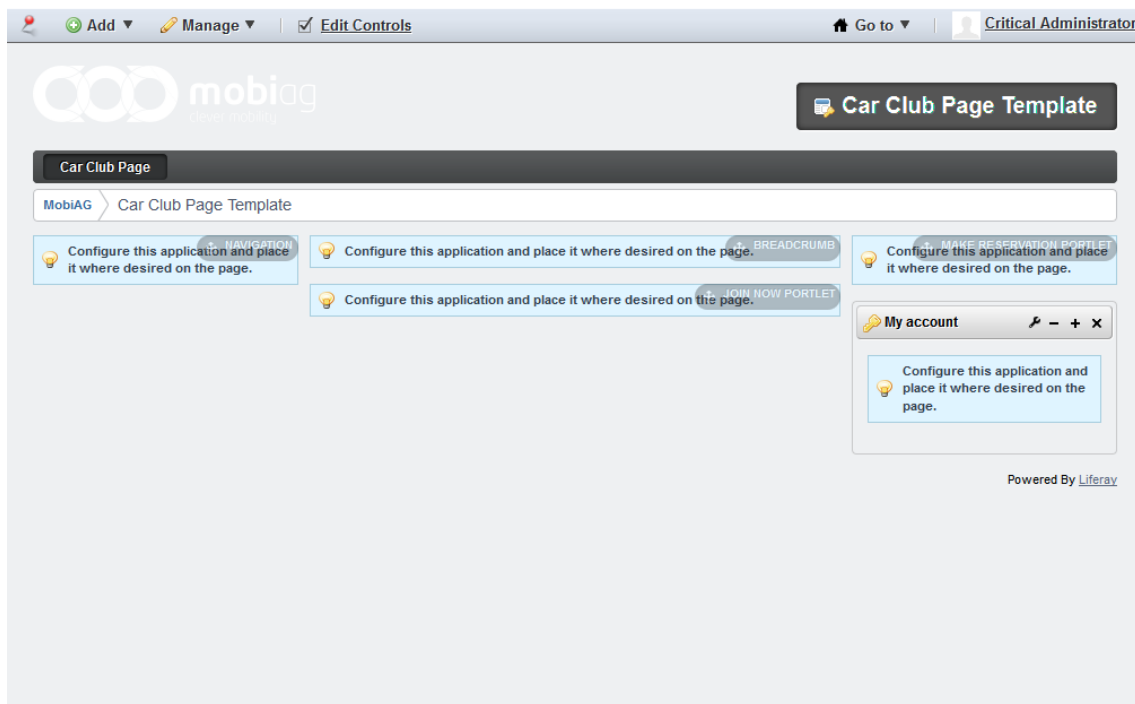 Add ▼ Manage ▼ Edit Controls Go to ▼ Critical Administrator
mobiag
clever mobility
Car Club Page Template
Car Club Page
MobiAG Car Club Page Template
NAVIGATION
Configure this application and place
it where desired on the page.
BREADCRUMB
Configure this application and place it where desired on the page.
JOIN NOW PORTLET
Configure this application and place it where desired on the page.
MAKE RESERVATION PORTLET
Configure this application and place
it where desired on the page.
My account
Configure this application and
place it where desired on the
page.
Powered By Liferay